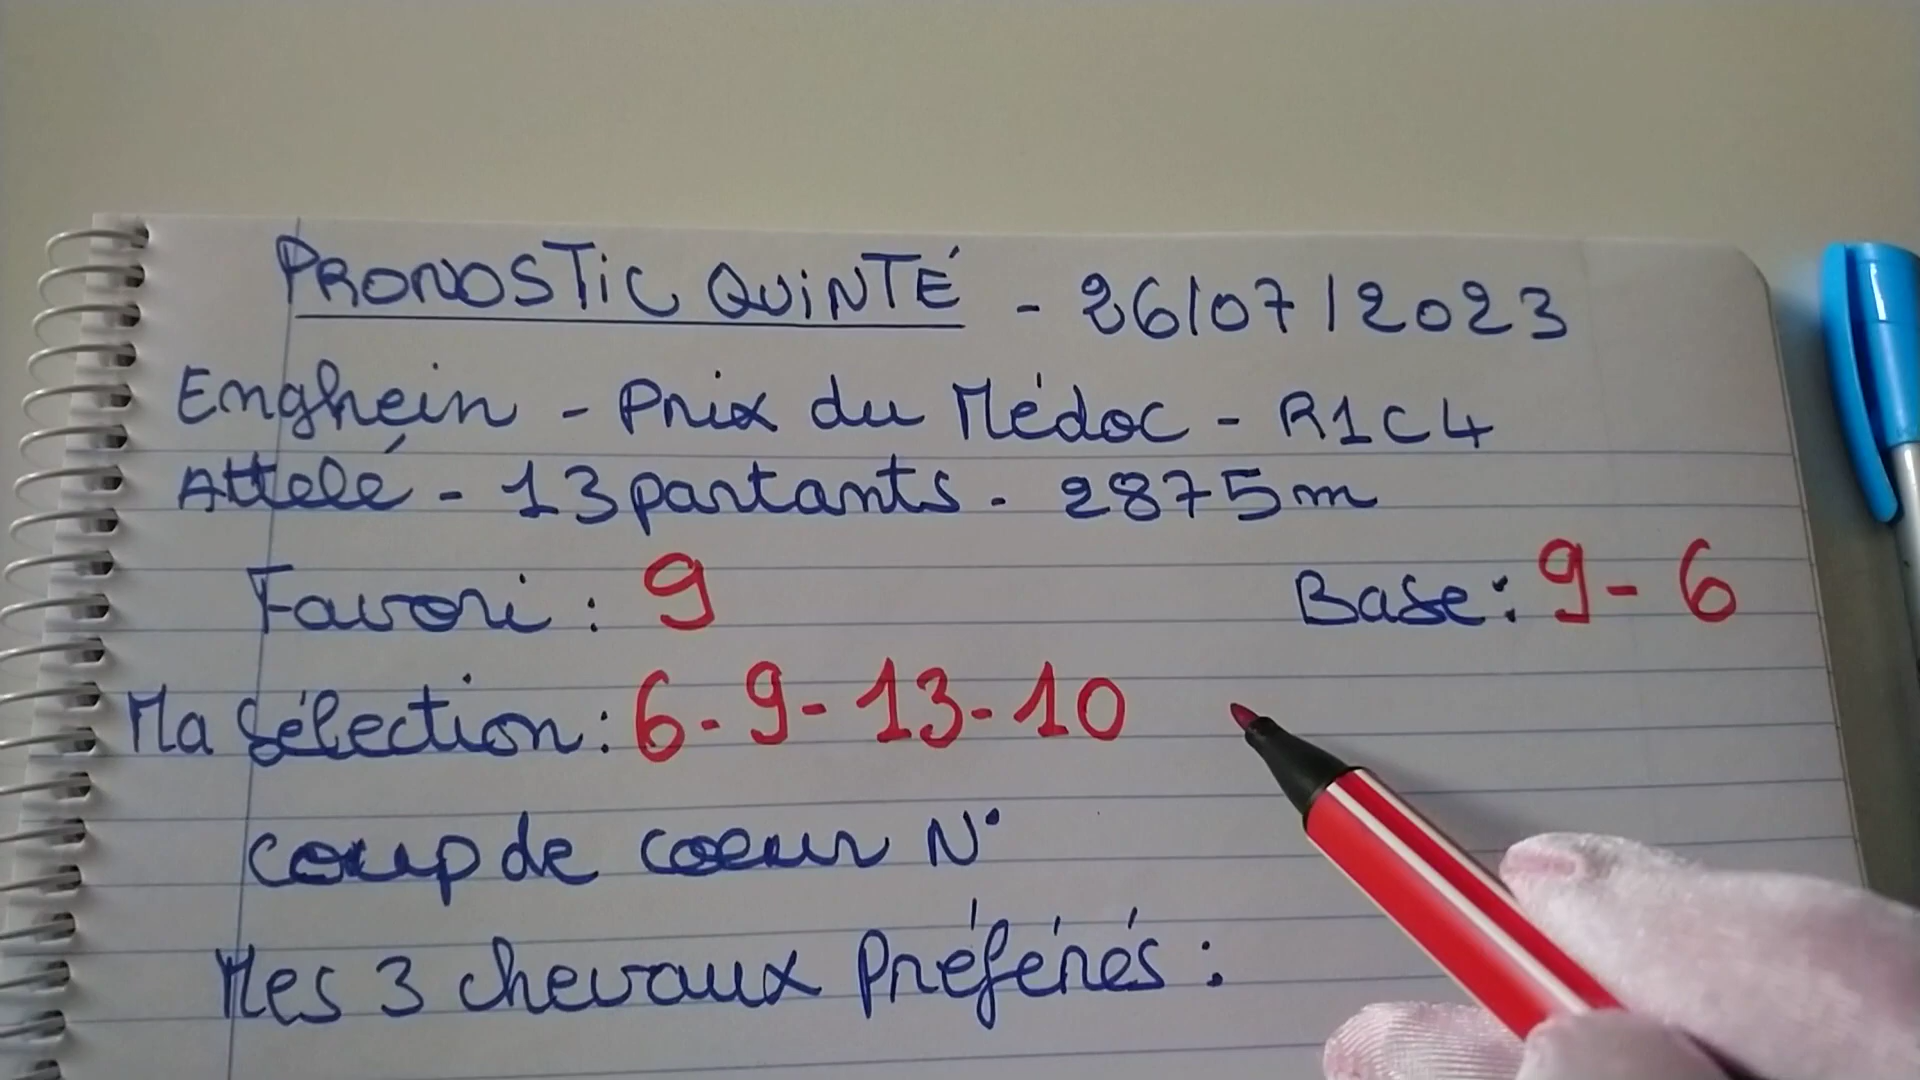 PRONOSTIC QUINTÉ - 26/07/2023
Enghein - Prix du Médoc - R1C4
Attelé - 13 partants - 2875m
Favori : 9 Base : 9 - 6
Ma sélection : 6 - 9 - 13 - 10
coup de coeur N°
Mes 3 chevaux Préférés :